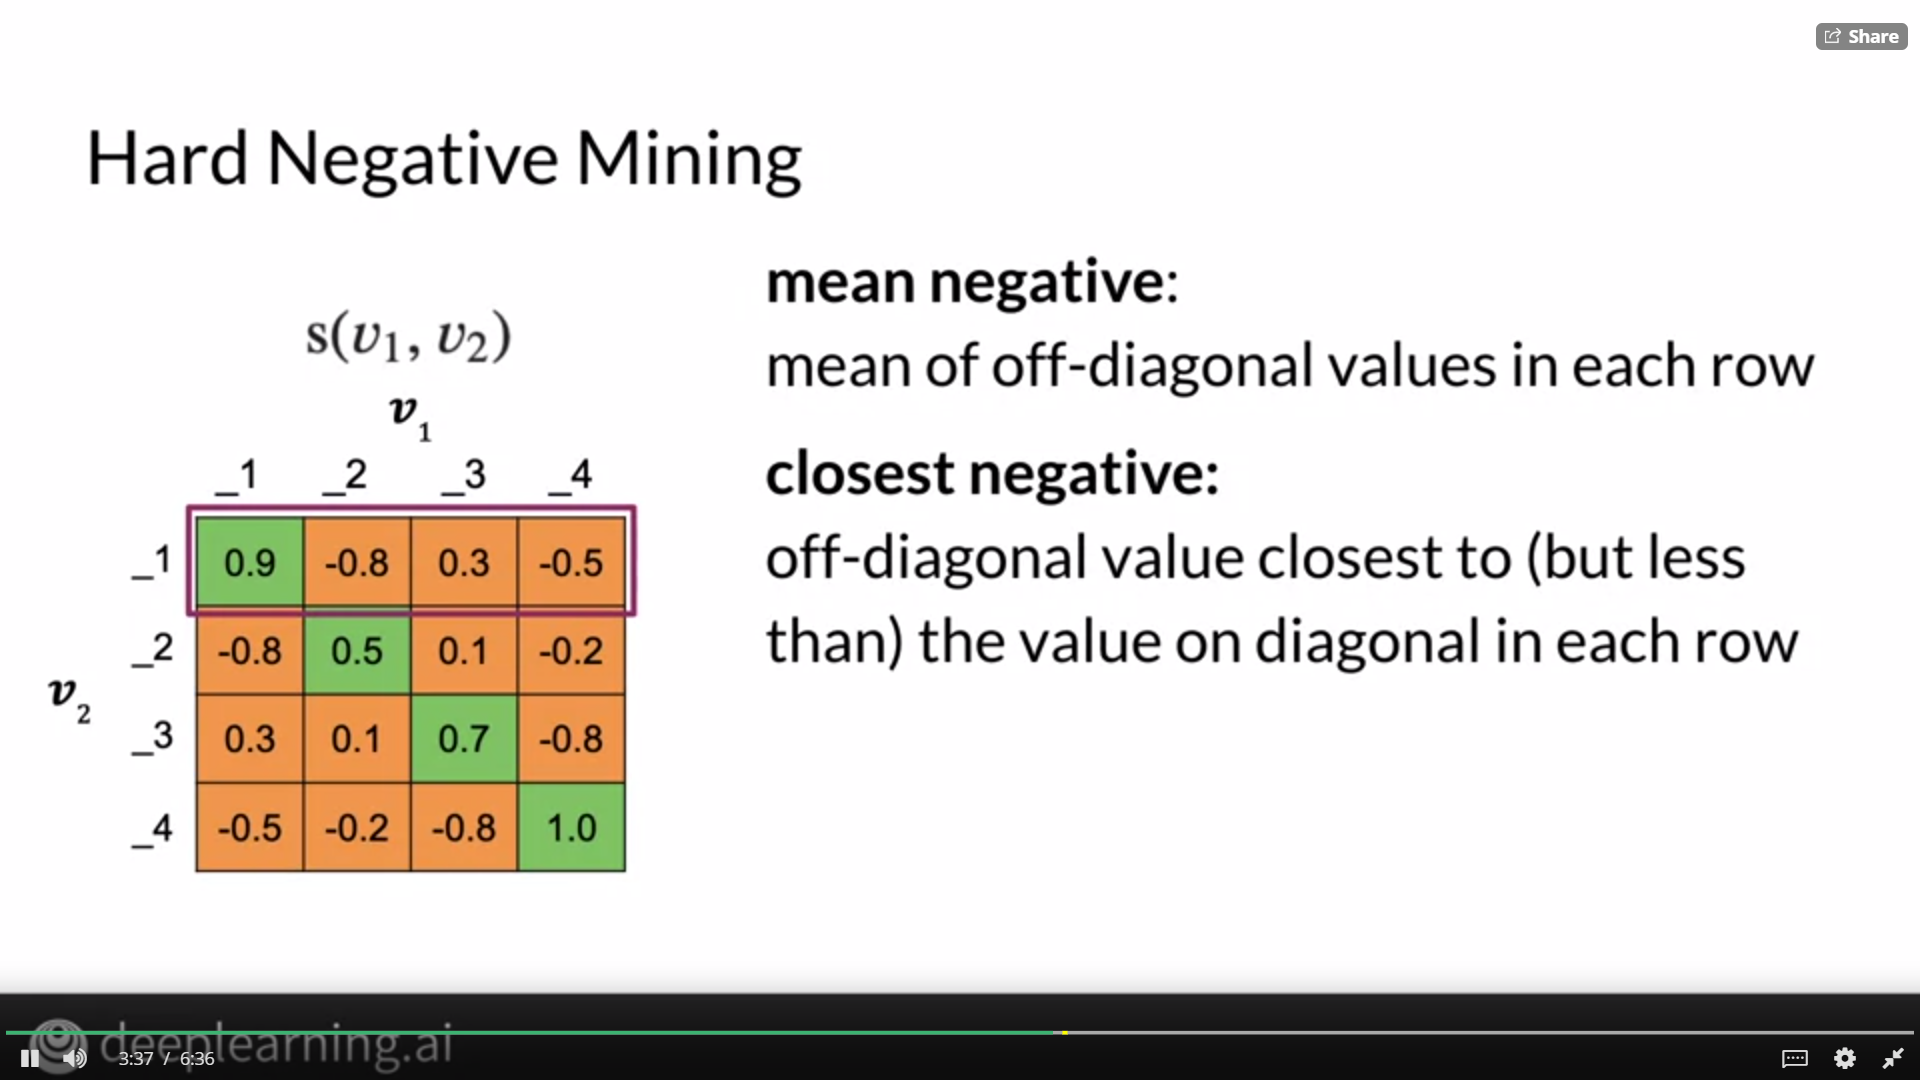 Share
Hard Negative Mining
mean negative:
mean of off-diagonal values in each row
closest negative:
off-diagonal value closest to (but less
than) the value on diagonal in each row
s(v₁, v₂)
v₁
_1 _2 _3 _4
_1 0.9 -0.8 0.3 -0.5
_2 -0.8 0.5 0.1 -0.2
v₂
_3 0.3 0.1 0.7 -0.8
_4 -0.5 -0.2 -0.8 1.0
deeplearning.ai
3:37 / 6:36